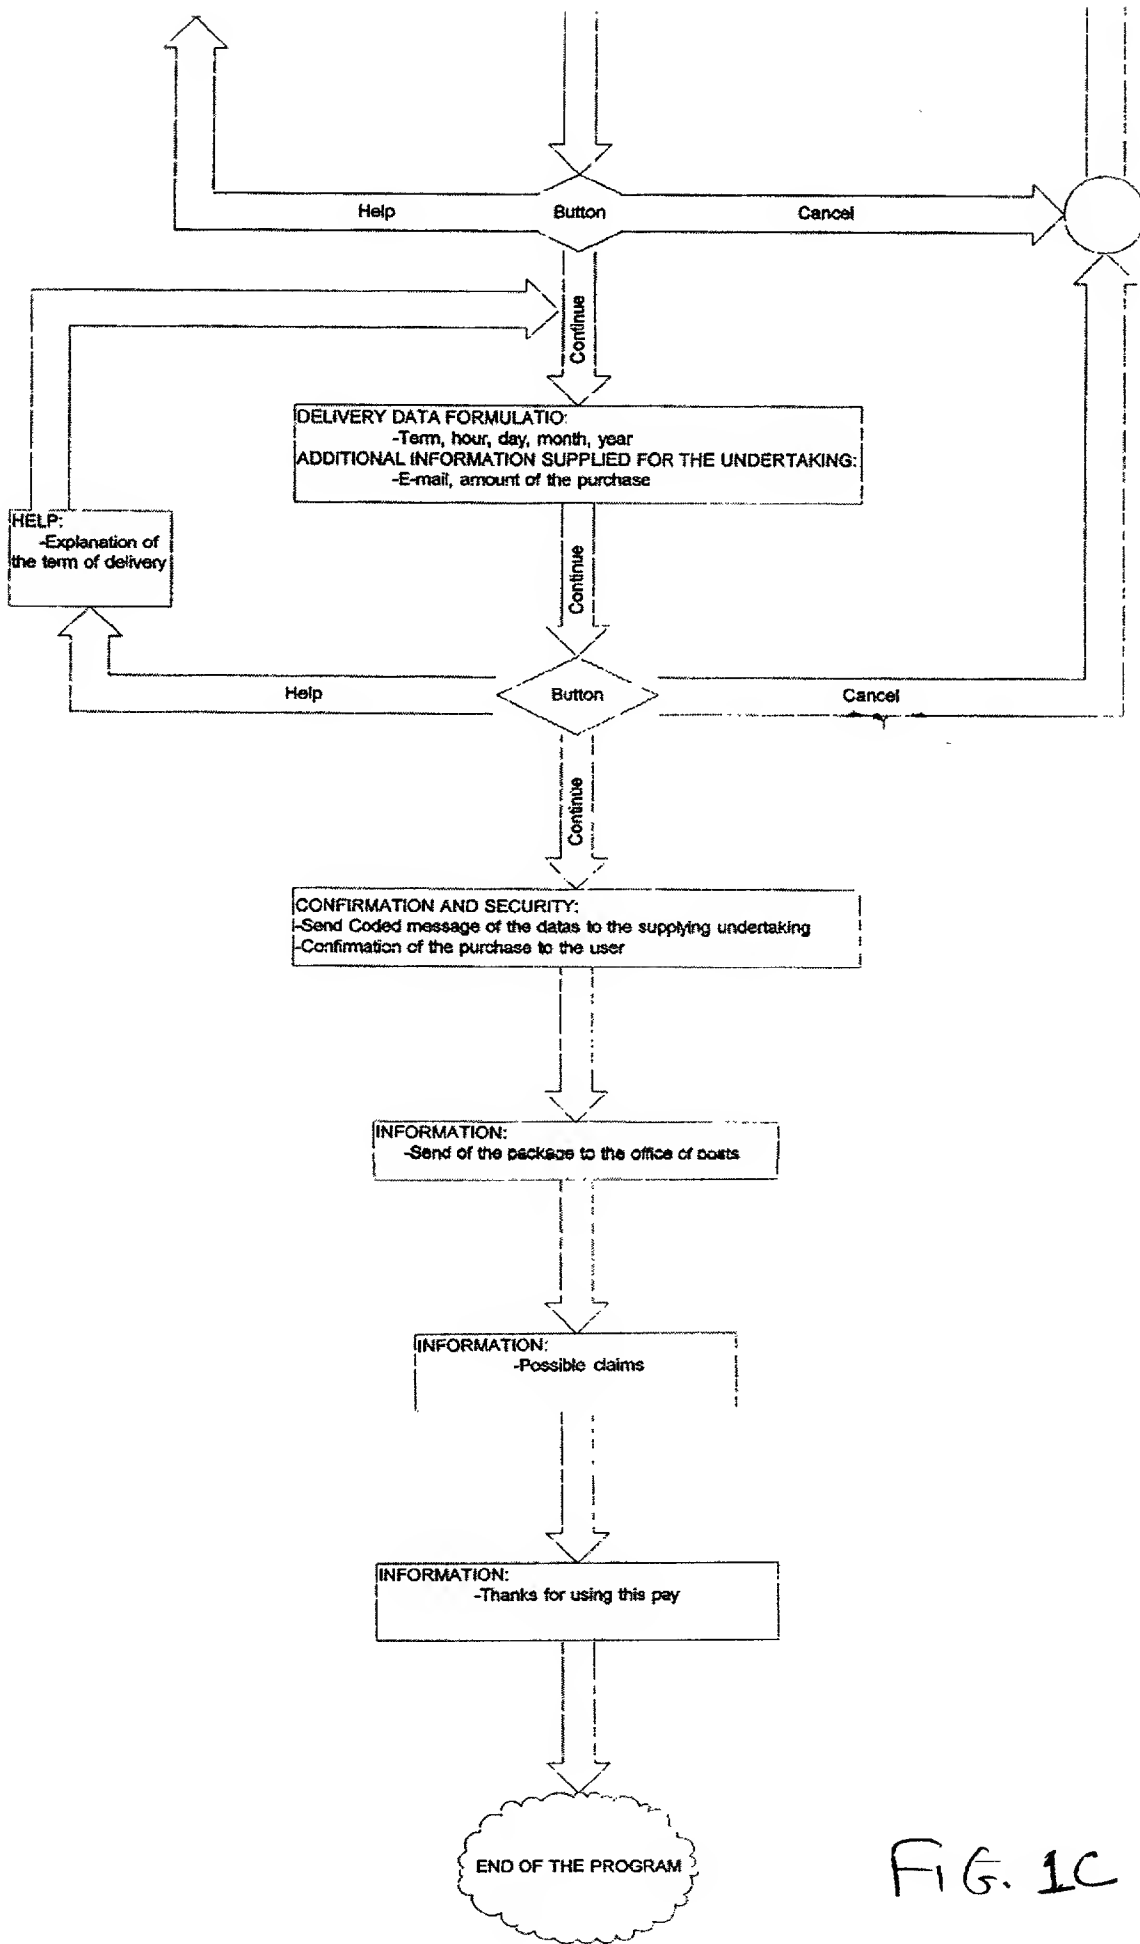 Help
Button
Cancel
Continue
DELIVERY DATA FORMULATIO:
-Term, hour, day, month, year
ADDITIONAL INFORMATION SUPPLIED FOR THE UNDERTAKING:
-E-mail, amount of the purchase
HELP:
-Explanation of
the term of delivery
Continue
Help
Button
Cancel
Continue
CONFIRMATION AND SECURITY:
-Send Coded message of the datas to the supplying undertaking
-Confirmation of the purchase to the user
INFORMATION:
-Send of the package to the office of posts
INFORMATION:
-Possible claims
INFORMATION:
-Thanks for using this pay
END OF THE PROGRAM
FIG. 1C